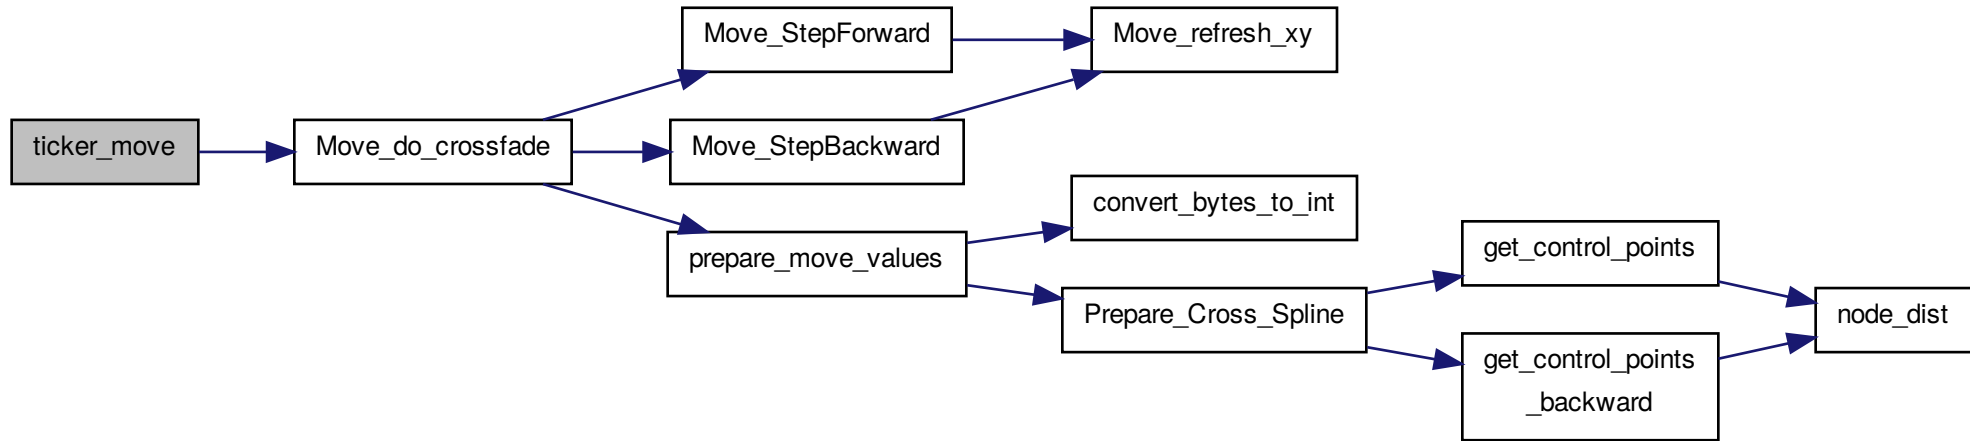 ticker_move
Move_do_crossfade
Move_StepForward
Move_StepBackward
prepare_move_values
Move_refresh_xy
convert_bytes_to_int
Prepare_Cross_Spline
get_control_points
get_control_points
_backward
node_dist